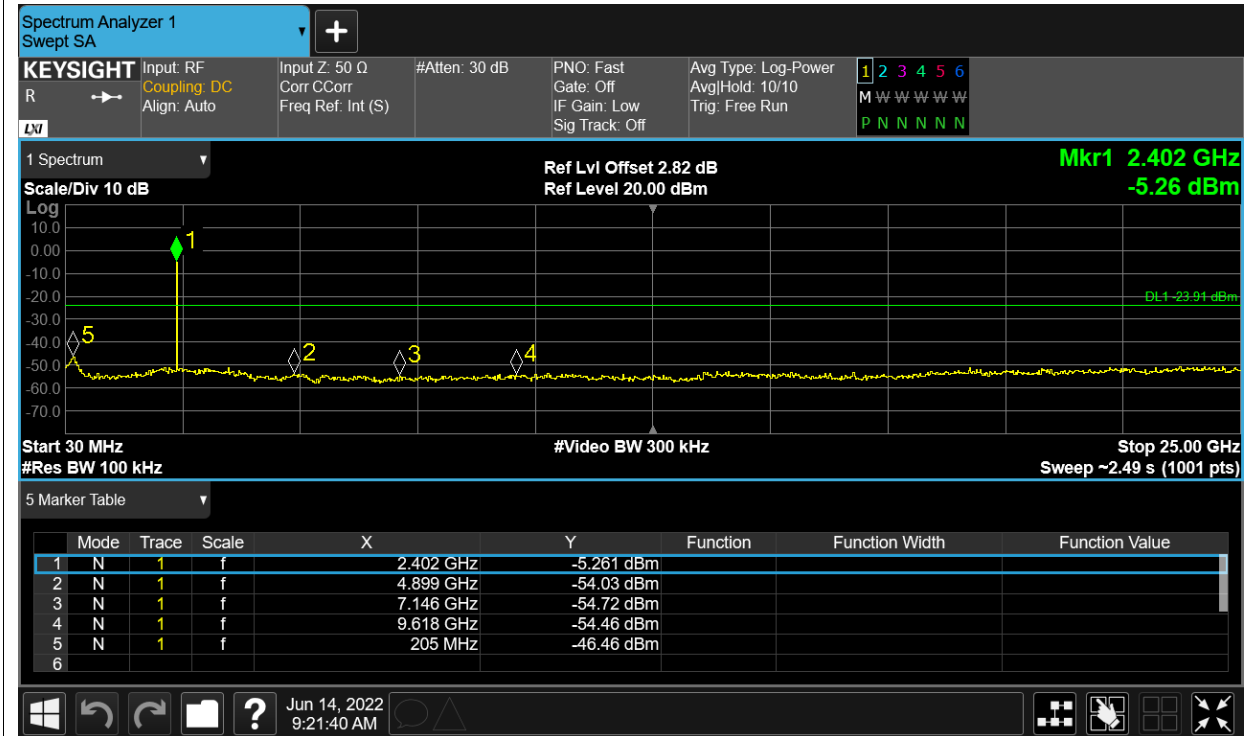 Spectrum Analyzer 1
Swept SA
KEYSIGHT Input: RF Input Z: 50 Ω #Atten: 30 dB PNO: Fast Avg Type: Log-Power 1 2 3 4 5 6
R Coupling: DC Corr CCorr Gate: Off Avg|Hold: 10/10 M W W W W W
Align: Auto Freq Ref: Int (S) IF Gain: Low Trig: Free Run
LXI Sig Track: Off P N N N N N
1 Spectrum Ref Lvl Offset 2.82 dB Mkr1 2.402 GHz
Scale/Div 10 dB Ref Level 20.00 dBm -5.26 dBm
Log
10.0
1
0.00
-10.0
-20.0 DL1 -23.91 dBm
-30.0
5
-40.0
2 3 4
-50.0
-60.0
-70.0
Start 30 MHz #Video BW 300 kHz Stop 25.00 GHz
#Res BW 100 kHz Sweep ~2.49 s (1001 pts)
5 Marker Table
Mode Trace Scale X Y Function Function Width Function Value
1 N 1 f 2.402 GHz -5.261 dBm
2 N 1 f 4.899 GHz -54.03 dBm
3 N 1 f 7.146 GHz -54.72 dBm
4 N 1 f 9.618 GHz -54.46 dBm
5 N 1 f 205 MHz -46.46 dBm
6
? Jun 14, 2022
9:21:40 AM